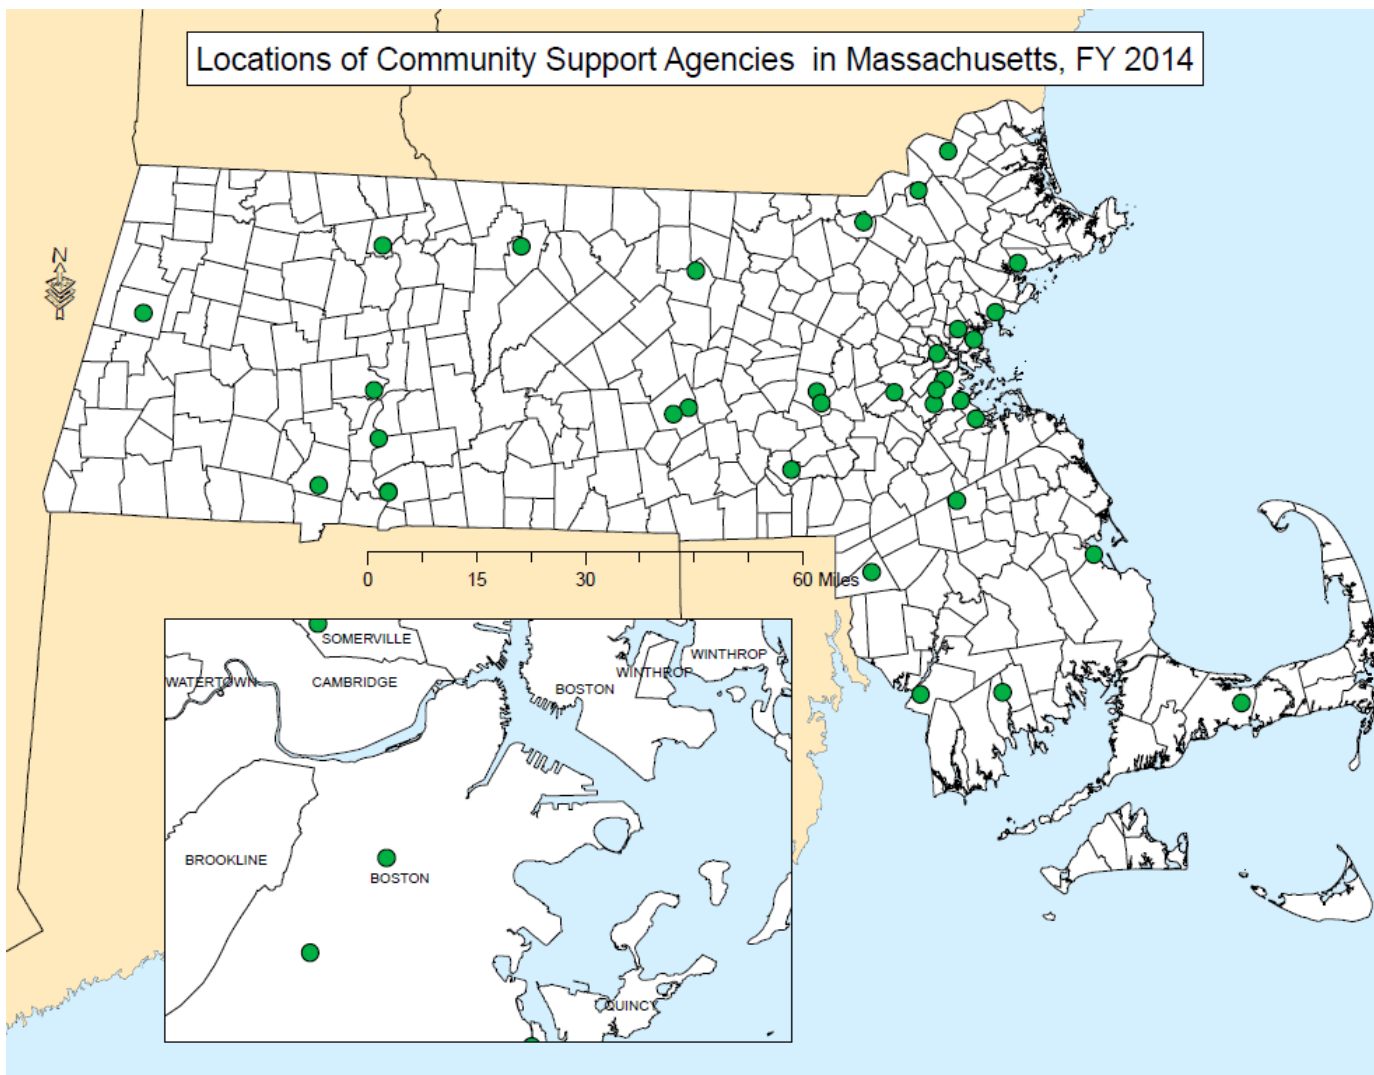 Locations of Community Support Agencies in Massachusetts, FY 2014
N
0 15 30 60 Miles
SOMERVILLE
WATERTOWN
CAMBRIDGE
BOSTON
WINTHROP
WINTHROP
BROOKLINE
BOSTON
QUINCY